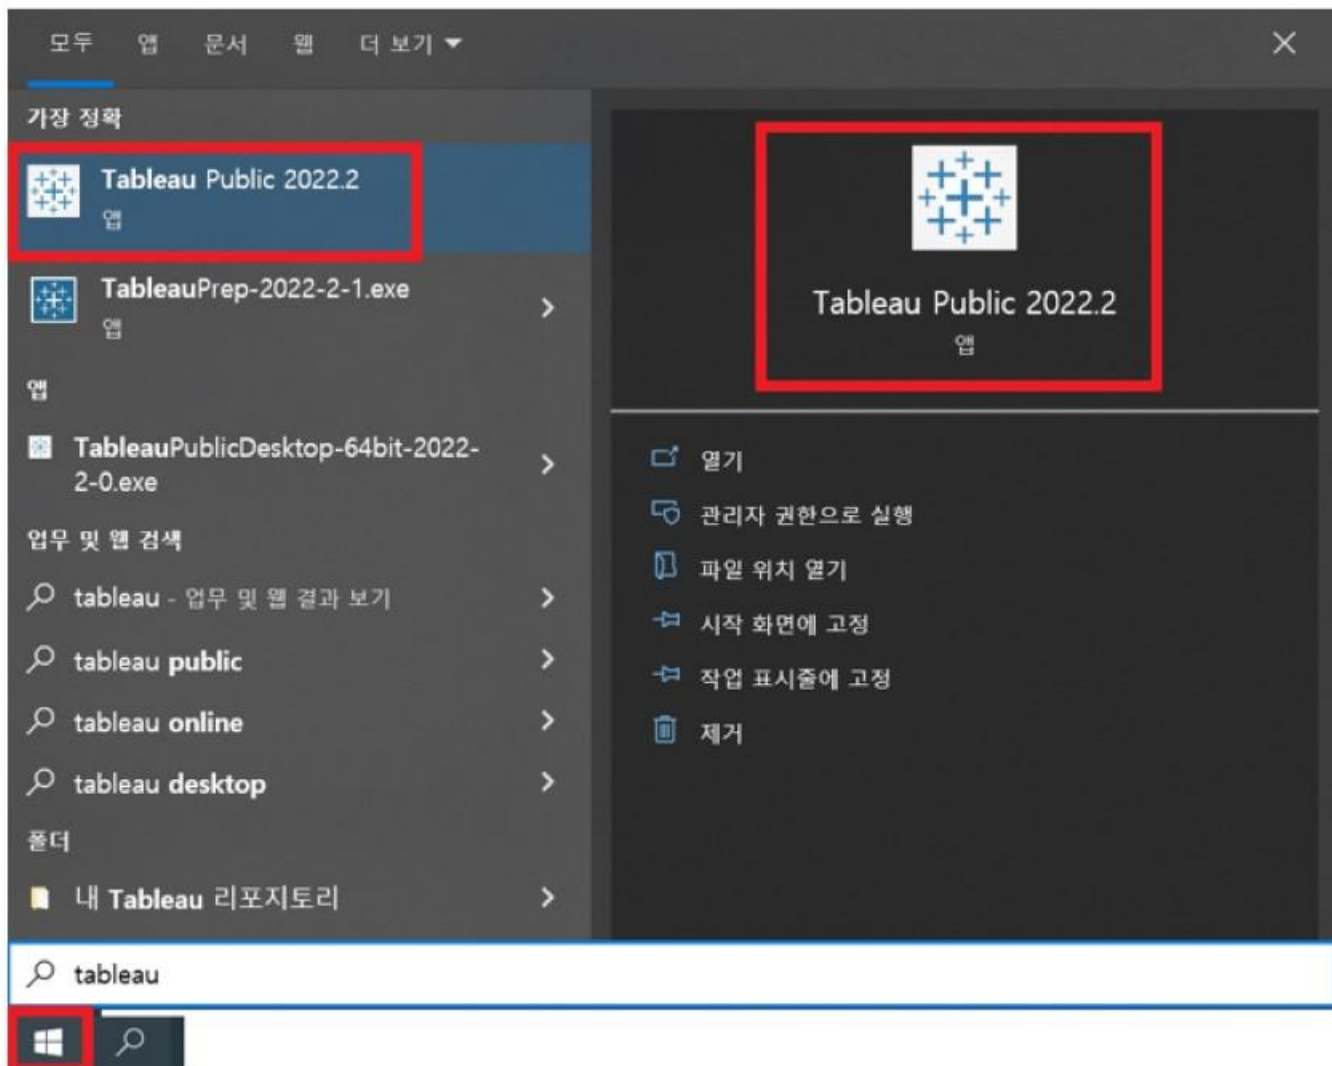 모두 앱 문서 웹 더 보기
가장 정확
Tableau Public 2022.2
앱
TableauPrep-2022-2-1.exe
앱
앱
TableauPublicDesktop-64bit-2022-
2-0.exe
업무 및 웹 검색
tableau - 업무 및 웹 결과 보기
tableau public
tableau online
tableau desktop
폴더
내 Tableau 리포지토리
Tableau Public 2022.2
앱
열기
관리자 권한으로 실행
파일 위치 열기
시작 화면에 고정
작업 표시줄에 고정
제거
tableau